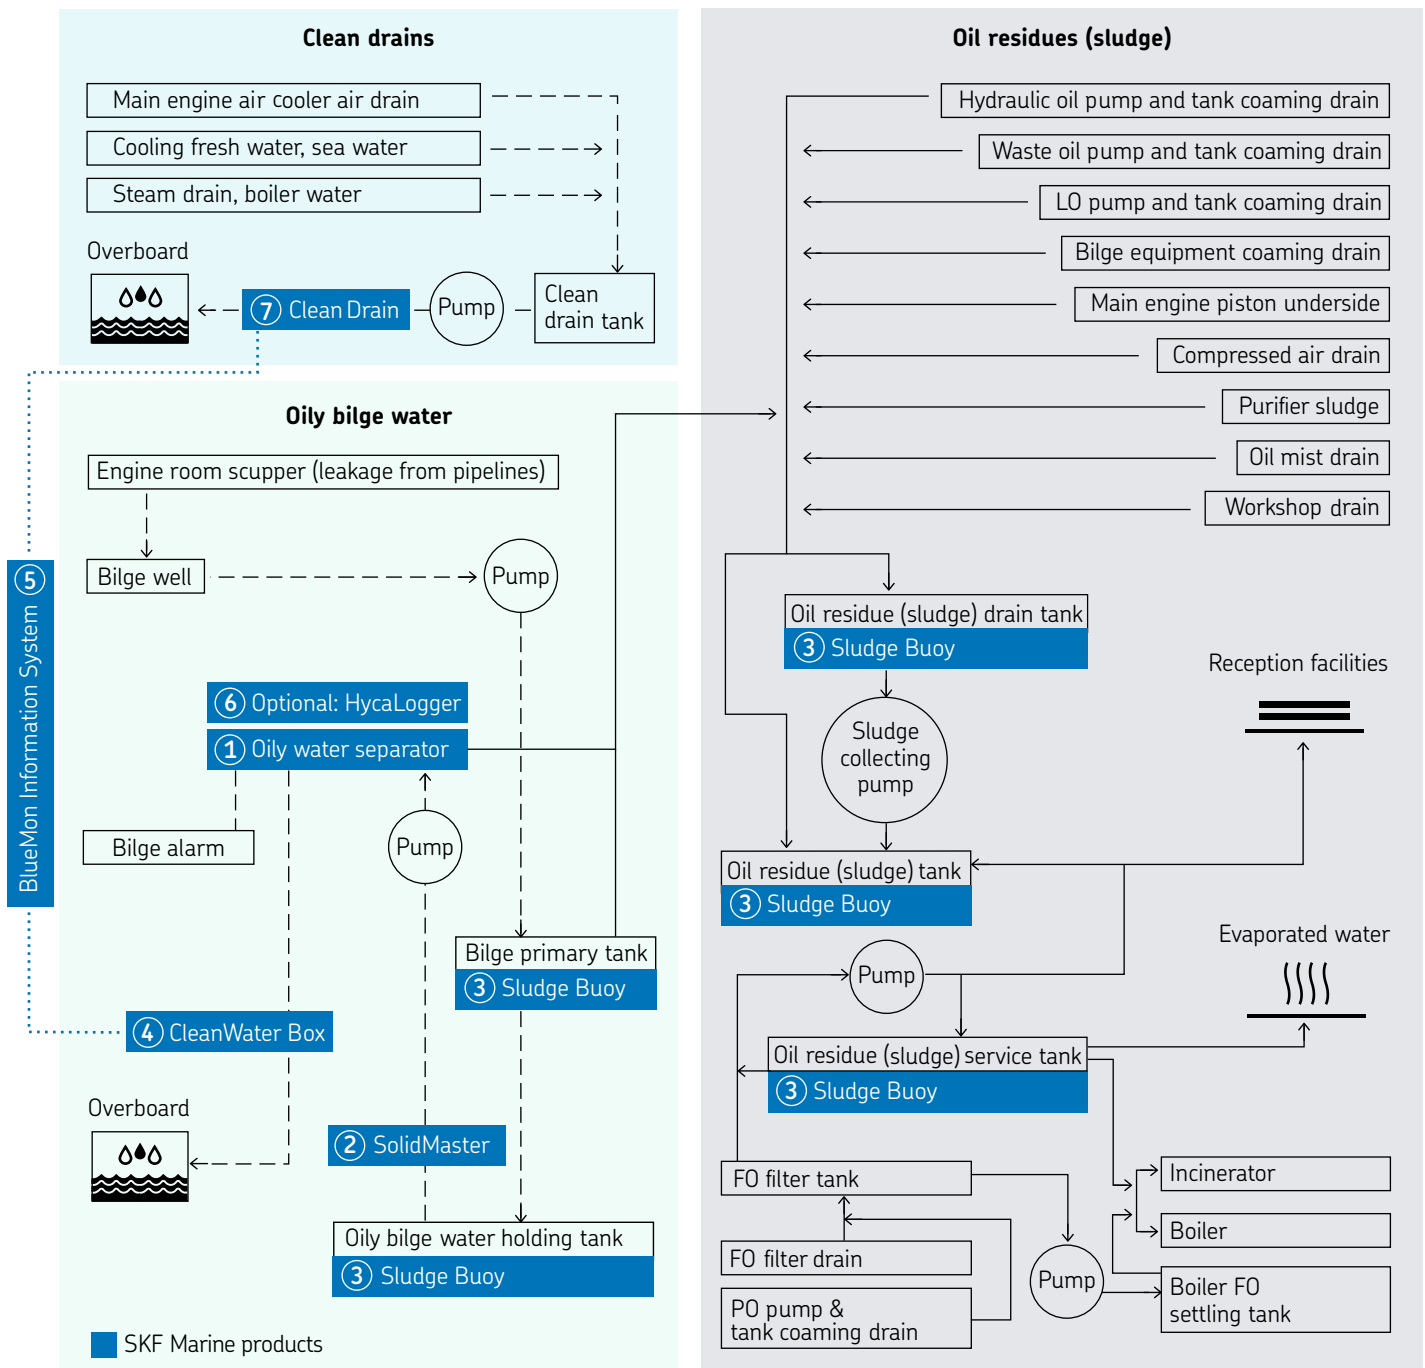 Clean drains
Main engine air cooler air drain
Cooling fresh water, sea water
Steam drain, boiler water
Overboard
7 Clean Drain
Pump
Clean
drain tank
Oily bilge water
Engine room scupper (leakage from pipelines)
Bilge well
Pump
BlueMon Information System 5
6 Optional: HycaLogger
1 Oily water separator
Bilge alarm
Pump
Bilge primary tank
3 Sludge Buoy
4 CleanWater Box
Overboard
2 SolidMaster
Oily bilge water holding tank
3 Sludge Buoy
SKF Marine products
Oil residues (sludge)
Hydraulic oil pump and tank coaming drain
Waste oil pump and tank coaming drain
LO pump and tank coaming drain
Bilge equipment coaming drain
Main engine piston underside
Compressed air drain
Purifier sludge
Oil mist drain
Workshop drain
Oil residue (sludge) drain tank
3 Sludge Buoy
Reception facilities
Sludge
collecting
pump
Oil residue (sludge) tank
3 Sludge Buoy
Evaporated water
Pump
Oil residue (sludge) service tank
3 Sludge Buoy
FO filter tank
Incinerator
Boiler
FO filter drain
Pump
Boiler FO
settling tank
PO pump &
tank coaming drain